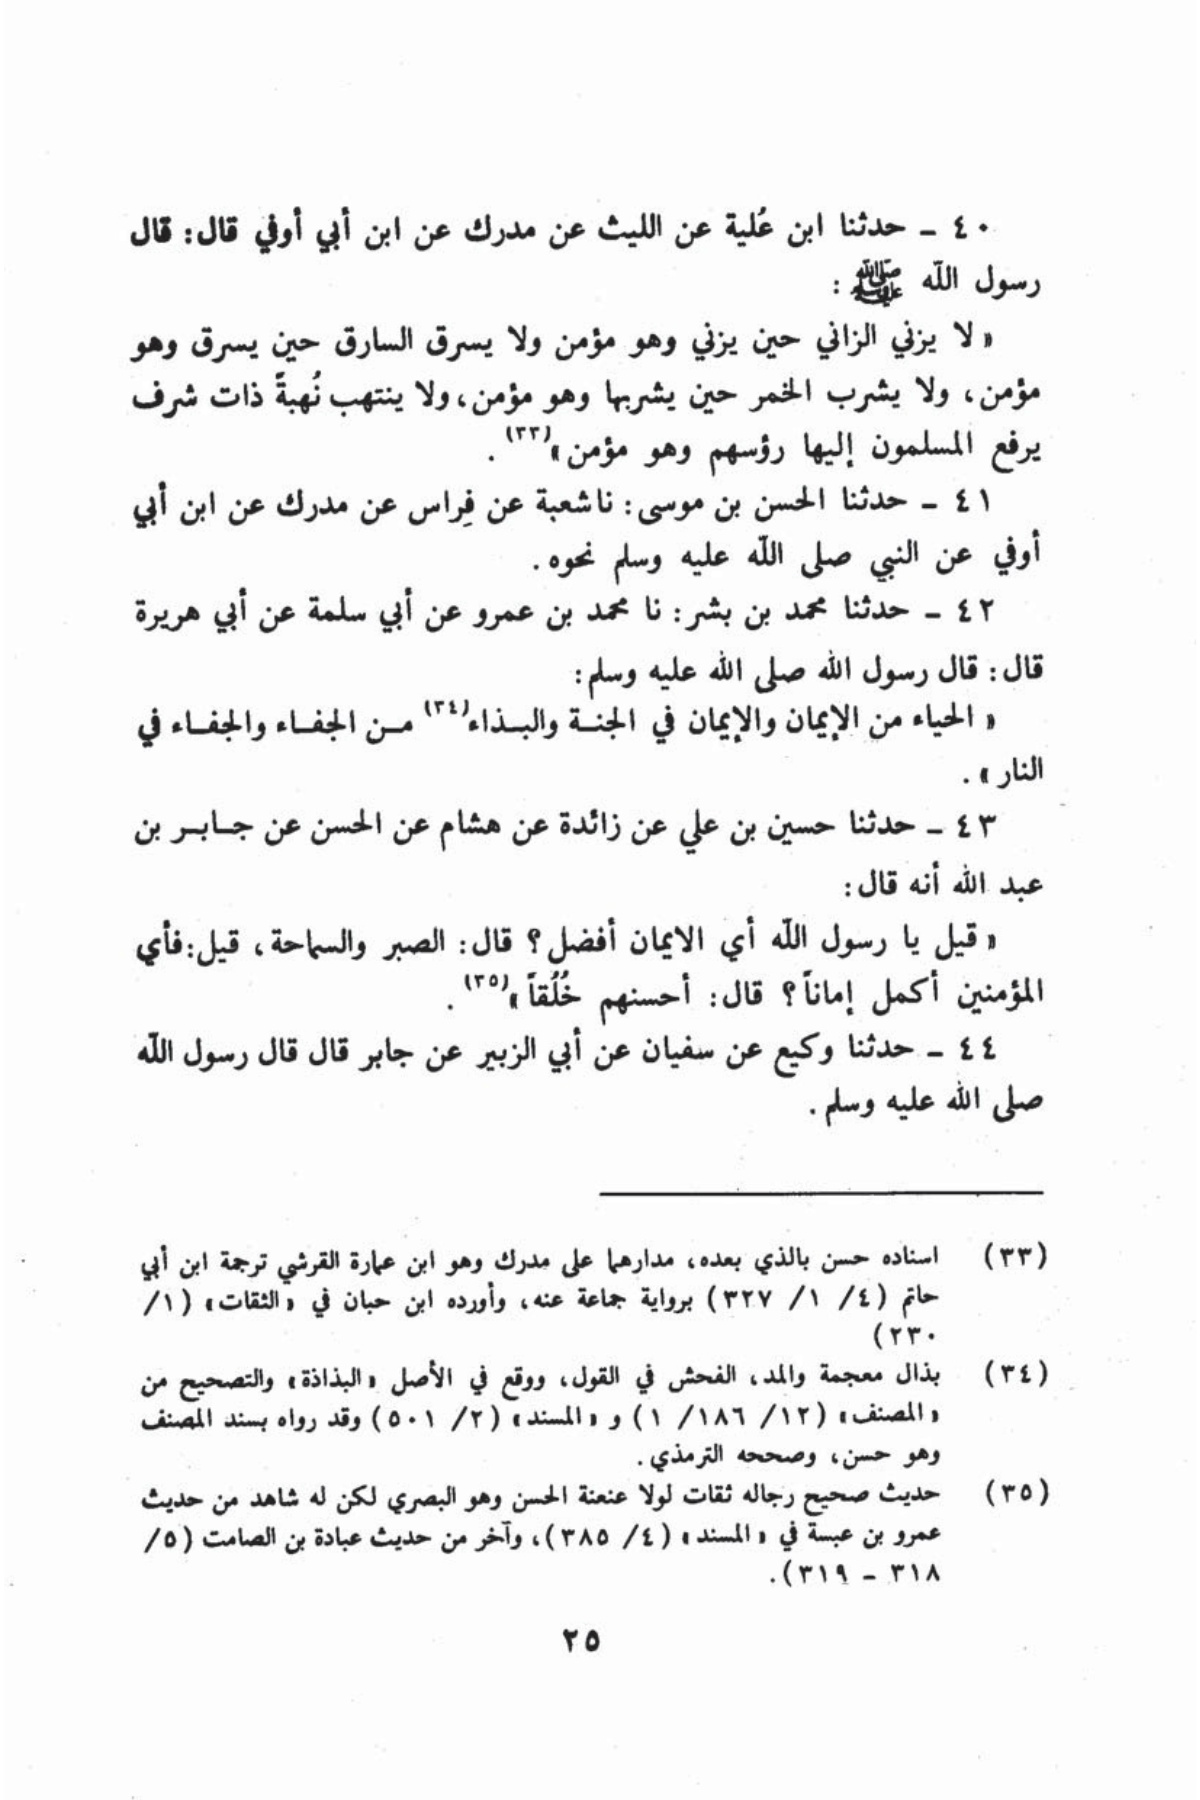 ٤٠ ـ حدثنا ابن عُلية عن الليث عن مدرك عن ابن أبي أوفي قال: قال
رسول اللّه ﷺ :
« لا يزني الزاني حين يزني وهو مؤمن ولا يسرق السارق حين يسرق وهو
مؤمن، ولا يشرب الخمر حين يشربها وهو مؤمن، ولا ينتهب نُهبةً ذات شرف
يرفع المسلمون إليها رؤسهم وهو مؤمن»(٣٣) .
٤١ ـ حدثنا الحسن بن موسى: نا شعبة عن فِراس عن مدرك عن ابن أبي
أوفي عن النبي صلى اللّه عليه وسلم نحوه.
٤٢ ـ حدثنا محمد بن بشر: نا محمد بن عمرو عن أبي سلمة عن أبي هريرة
قال: قال رسول الله صلى الله عليه وسلم:
« الحياء من الإيمان والإيمان في الجنــة والبــذاء(٣٤) مــن الجفــاء والجفــاء في
النار» .
٤٣ ـ حدثنا حسين بن علي عن زائدة عن هشام عن الحسن عن جــابــر بن
عبد الله أنه قال:
« قيل يا رسول اللّه أي الايمان أفضل؟ قال: الصبر والسماحة، قيل: فأي
المؤمنين أكمل إماناً؟ قال: أحسنهم خُلُقاً»(٣٥) .
٤٤ ـ حدثنا وكيع عن سفيان عن أبي الزبير عن جابر قال قال رسول اللّه
صلى الله عليه وسلم.
(٣٣) اسناده حسن بالذي بعده، مدارهما على مدرك وهو ابن عمارة القرشي ترجمة ابن أبي
حاتم (٤/ ١/ ٣٢٧) برواية جماعة عنه، وأورده ابن حبان في «الثقات» (١/
٢٣٠)
(٣٤) بذال معجمة والمد، الفحش في القول، ووقع في الأصل «البذاذة» والتصحيح من
«المصنف» (١٢/ ١٨٦/ ١) و «المسند» (٢/ ٥٠١) وقد رواه بسند المصنف
وهو حسن، وصححه الترمذي.
(٣٥) حديث صحيح رجاله ثقات لولا عنعنة الحسن وهو البصري لكن له شاهد من حديث
عمرو بن عبسة في «المسند» (٤/ ٣٨٥)، وآخر من حديث عبادة بن الصامت (٥/
٣١٨ ـ ٣١٩).
٢٥